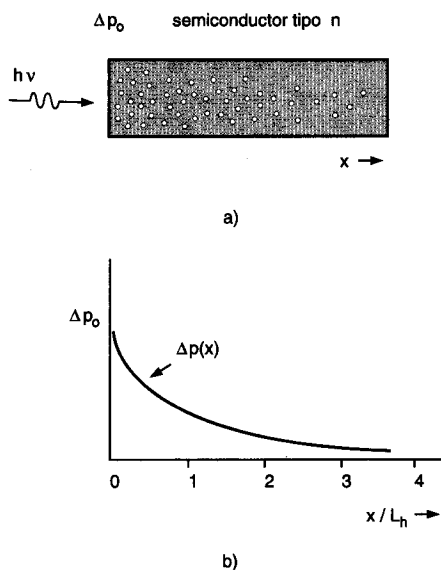 Δp₀ semiconductor tipo n
hν
x →
a)
Δp₀
Δp(x)
0 1 2 3 4
x / Lₕ →
b)